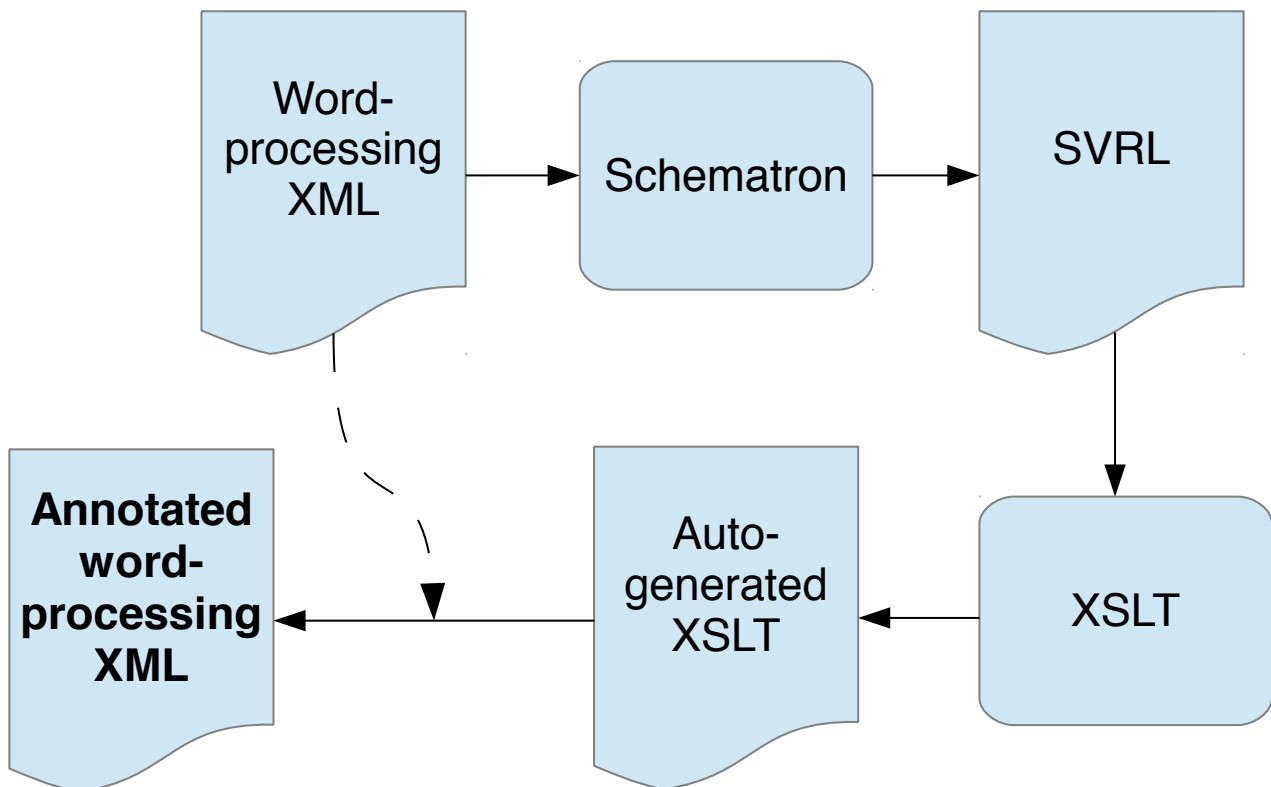 Word-
processing
XML
Schematron
SVRL
Annotated
word-
processing
XML
Auto-
generated
XSLT
XSLT